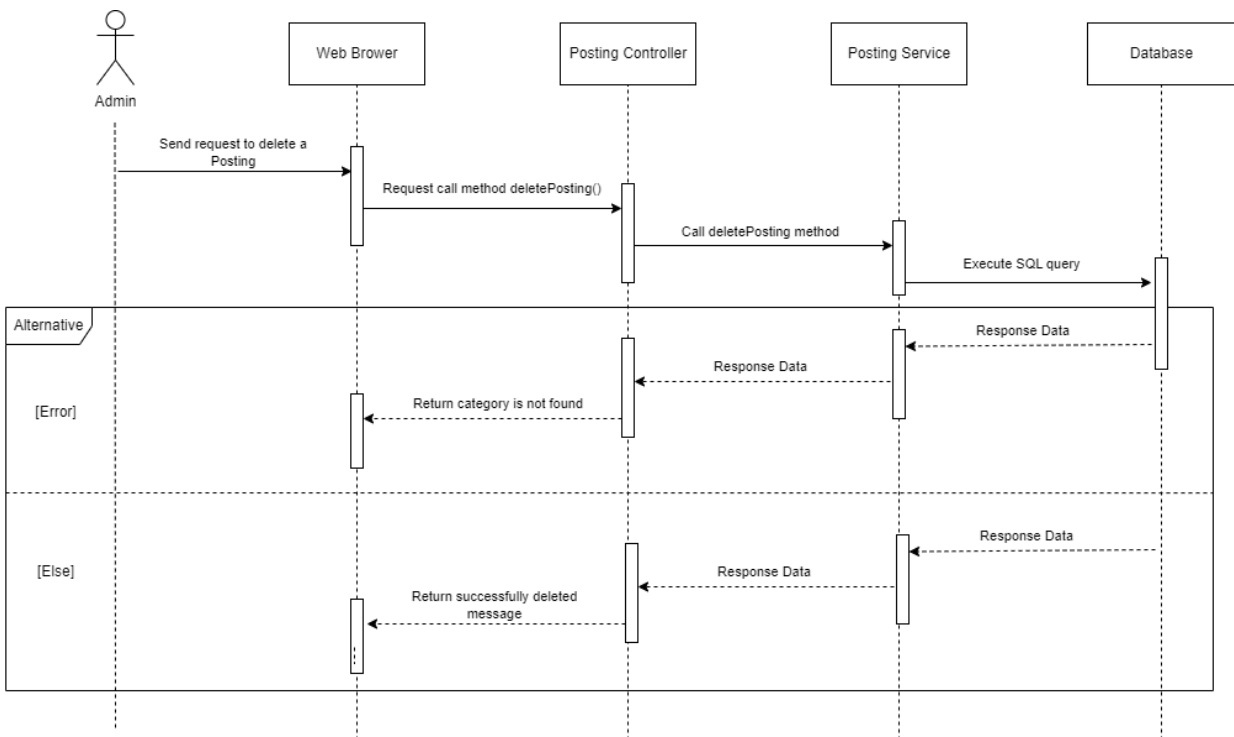 Admin
Web Brower
Posting Controller
Posting Service
Database
Send request to delete a
Posting
Request call method deletePosting()
Call deletePosting method
Execute SQL query
Alternative
Response Data
Response Data
Return category is not found
[Error]
Response Data
Response Data
[Else]
Return successfully deleted
message